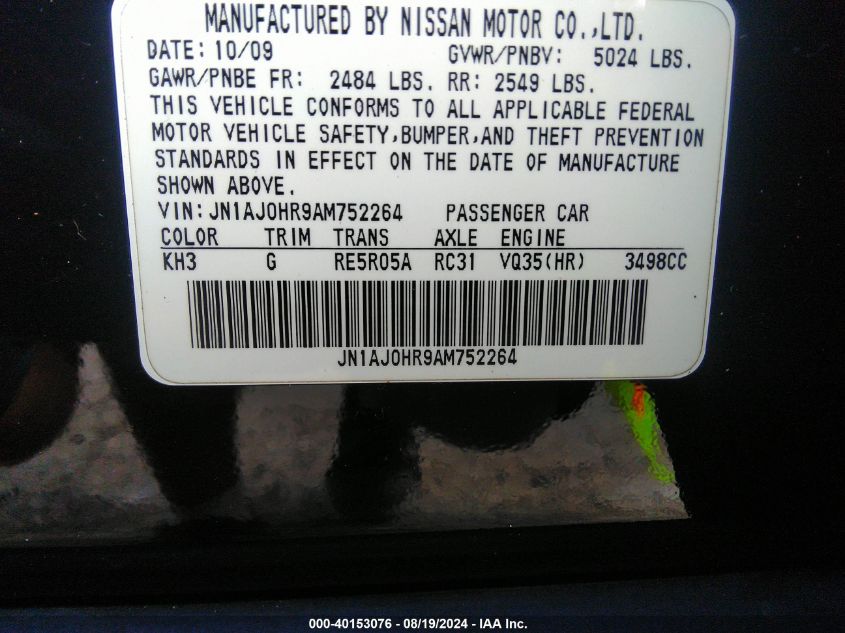 MANUFACTURED BY NISSAN MOTOR CO.,LTD.
DATE: 10/09 GVWR/PNBV: 5024 LBS.
GAWR/PNBE FR: 2484 LBS. RR: 2549 LBS.
THIS VEHICLE CONFORMS TO ALL APPLICABLE FEDERAL
MOTOR VEHICLE SAFETY,BUMPER,AND THEFT PREVENTION
STANDARDS IN EFFECT ON THE DATE OF MANUFACTURE
SHOWN ABOVE.
VIN:JN1AJ0HR9AM752264 PASSENGER CAR
COLOR TRIM TRANS AXLE ENGINE
KH3 G RE5R05A RC31 VQ35(HR) 3498CC
JN1AJ0HR9AM752264
000-40153076 - 08/19/2024 - IAA Inc.